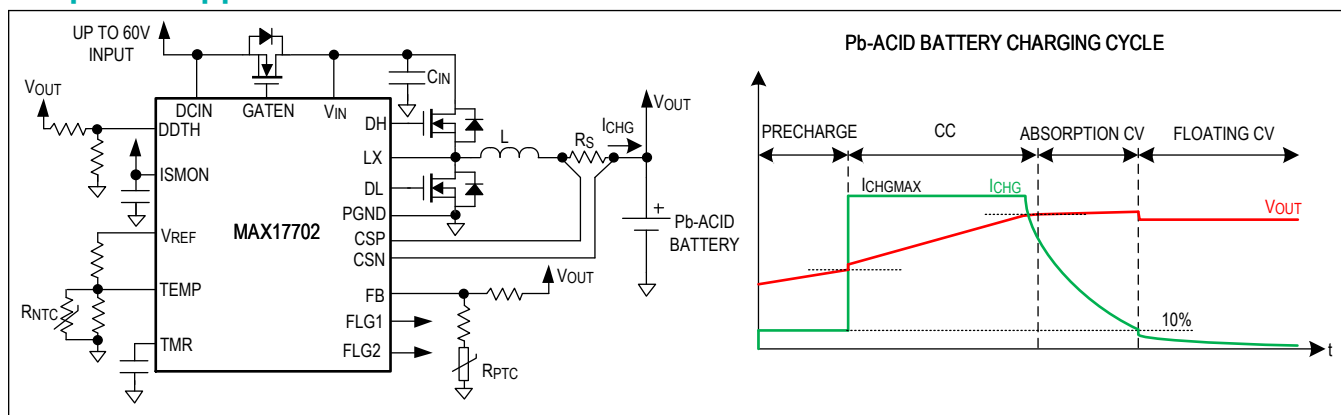 UP TO 60V
INPUT
VOUT
CIN
DCIN
GATEN
VIN
DDTH
ISMON
VREF
TEMP
TMR
RNTC
MAX17702
DH
LX
DL
PGND
CSP
CSN
FB
FLG1
FLG2
L
RS
ICHG
VOUT
+
Pb-ACID
BATTERY
VOUT
RPTC
Pb-ACID BATTERY CHARGING CYCLE
PRECHARGE
CC
ABSORPTION CV
FLOATING CV
ICHGMAX
ICHG
VOUT
10%
t